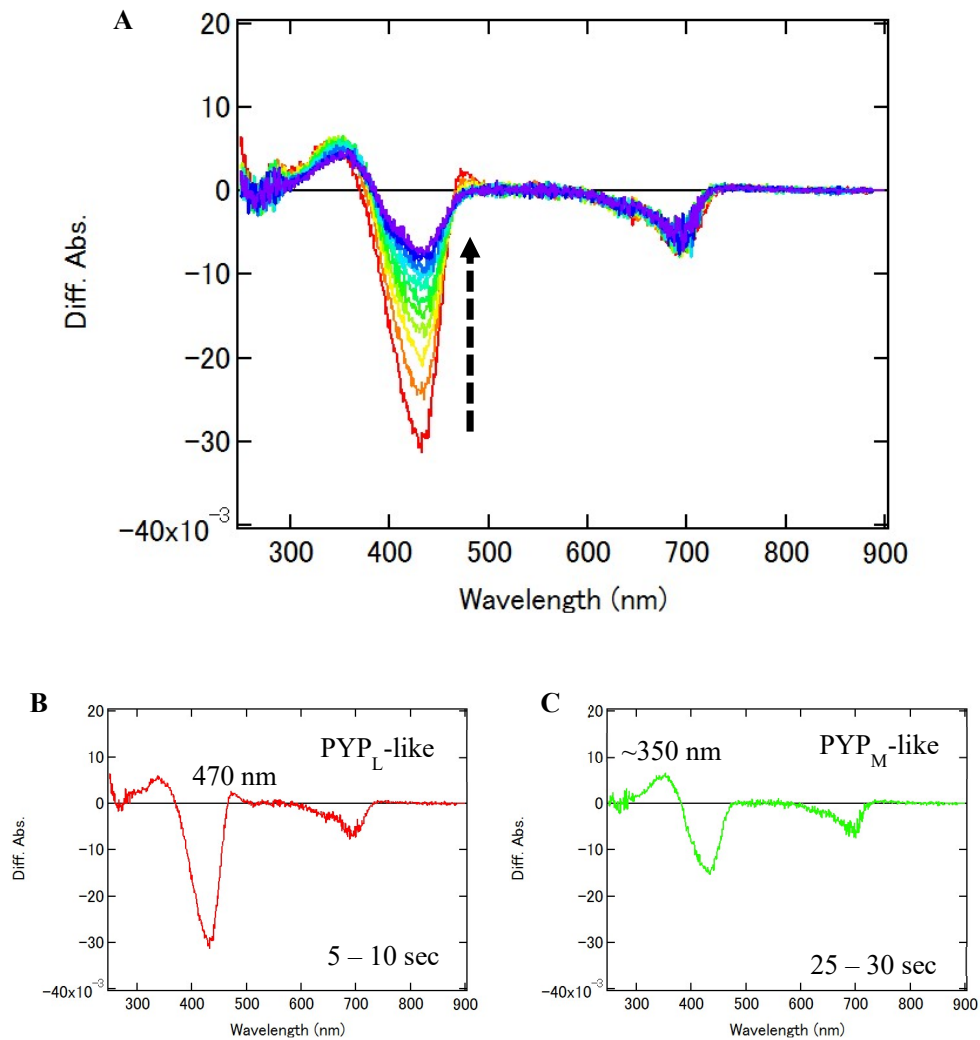 A
20
10
0
-10
-20
-30
-40x10-3
Diff. Abs.
300 400 500 600 700 800 900
Wavelength (nm)
B
20
10
0
-10
-20
-30
-40x10-3
Diff. Abs.
PYPL-like
470 nm
5 – 10 sec
300 400 500 600 700 800 900
Wavelength (nm)
C
20
10
0
-10
-20
-30
-40x10-3
Diff. Abs.
~350 nm PYPM-like
25 – 30 sec
300 400 500 600 700 800 900
Wavelength (nm)